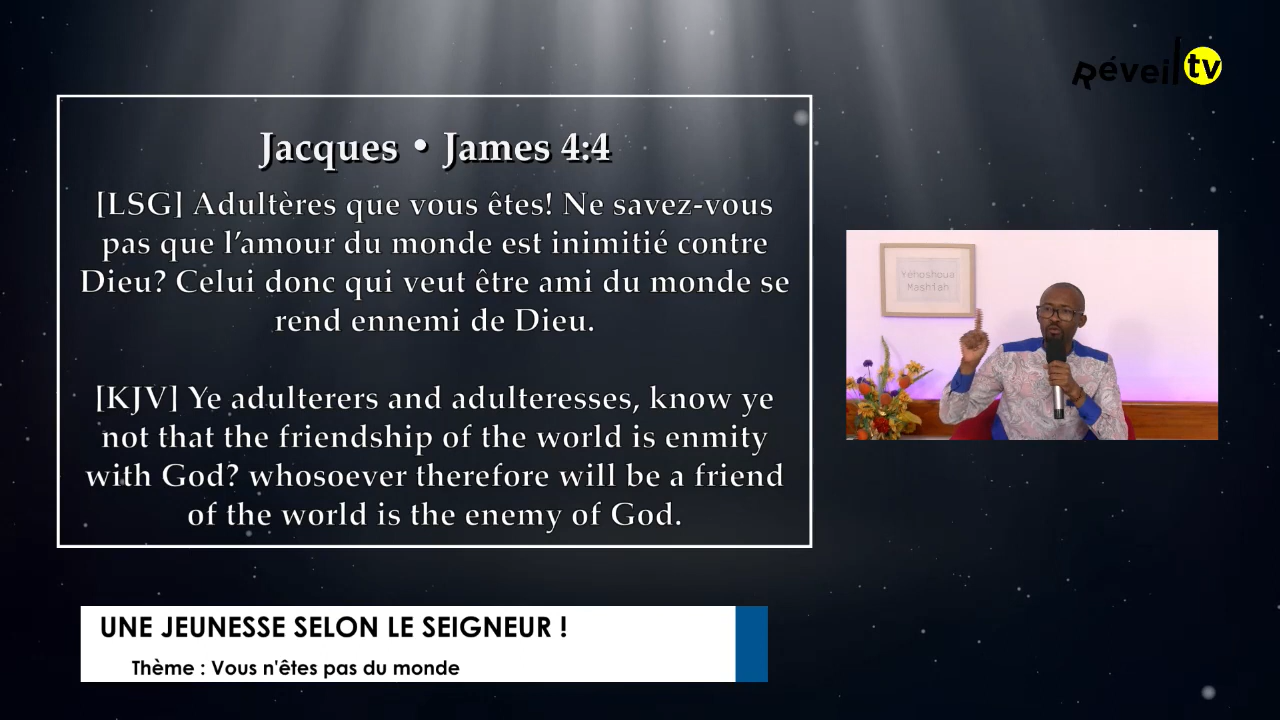 Réveil tv
Jacques • James 4:4
[LSG] Adultères que vous êtes! Ne savez-vous
pas que l’amour du monde est inimitié contre
Dieu? Celui donc qui veut être ami du monde se
rend ennemi de Dieu.
[KJV] Ye adulterers and adulteresses, know ye
not that the friendship of the world is enmity
with God? whosoever therefore will be a friend
of the world is the enemy of God.
Yéhoshoua
Mashiah
UNE JEUNESSE SELON LE SEIGNEUR !
Thème : Vous n'êtes pas du monde